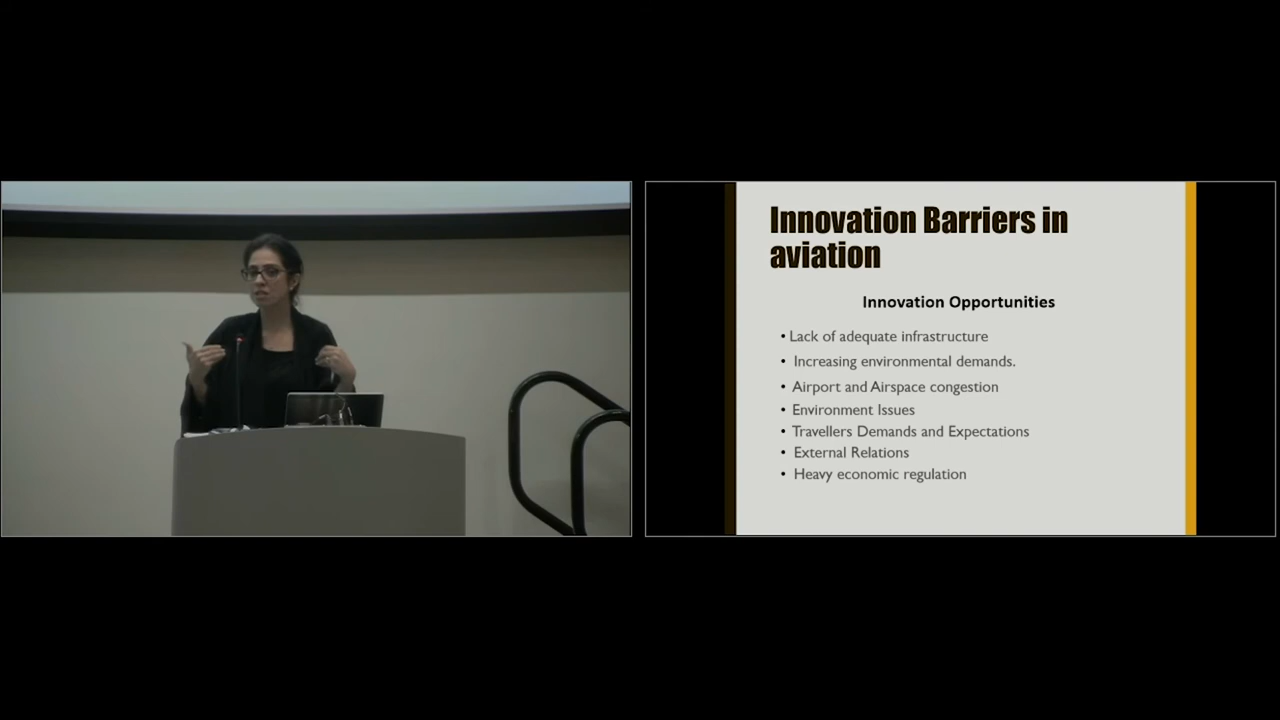 Innovation Barriers in
aviation
Innovation Opportunities
• Lack of adequate infrastructure
• Increasing environmental demands.
• Airport and Airspace congestion
• Environment Issues
• Travellers Demands and Expectations
• External Relations
• Heavy economic regulation